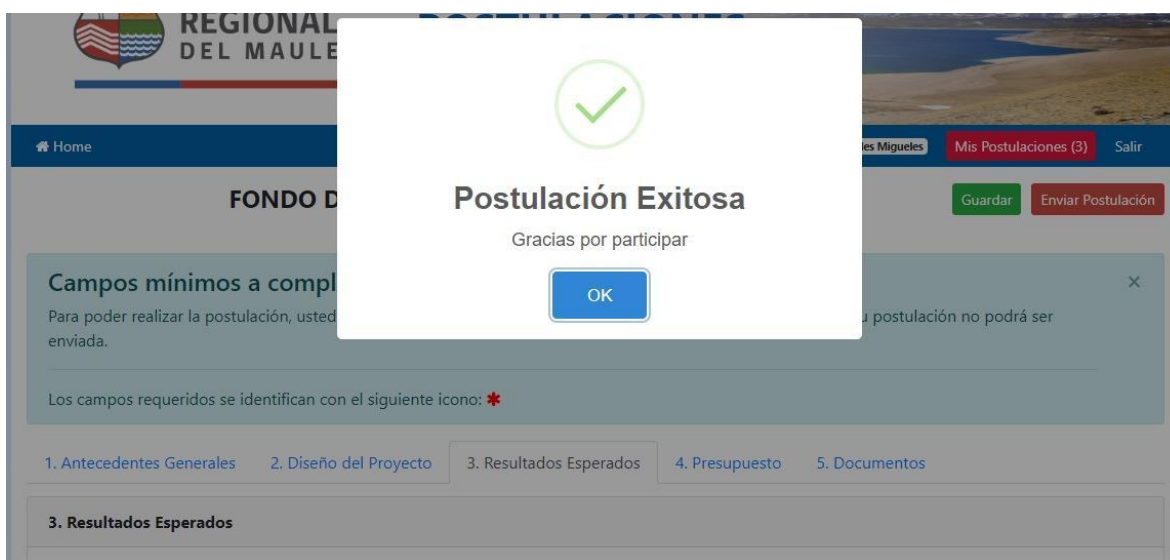 REGIONAL
DEL MAULE
POSTULACIONES
Home
les Migueles
Mis Postulaciones (3)
Salir
FONDO D
Guardar
Enviar Postulación
Postulación Exitosa
Gracias por participar
OK
Campos mínimos a compl
×
Para poder realizar la postulación, usted
u postulación no podrá ser
enviada.
Los campos requeridos se identifican con el siguiente icono: ✱
1. Antecedentes Generales
2. Diseño del Proyecto
3. Resultados Esperados
4. Presupuesto
5. Documentos
3. Resultados Esperados